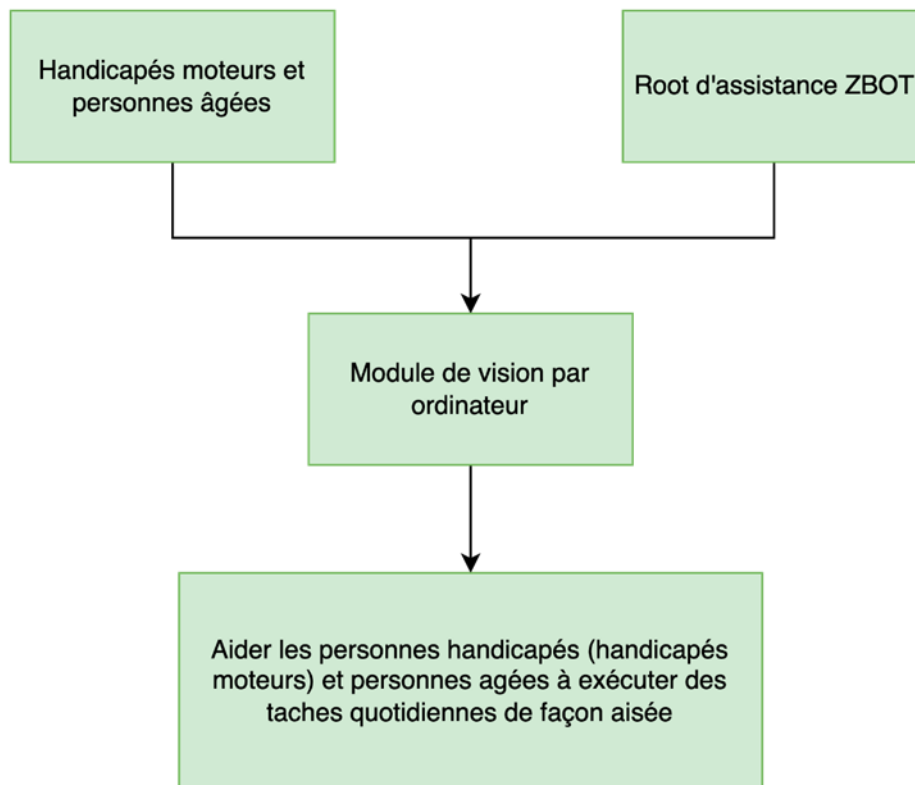 Handicapés moteurs et
personnes âgées
Root d'assistance ZBOT
Module de vision par
ordinateur
Aider les personnes handicapés (handicapés
moteurs) et personnes agées à exécuter des
taches quotidiennes de façon aisée